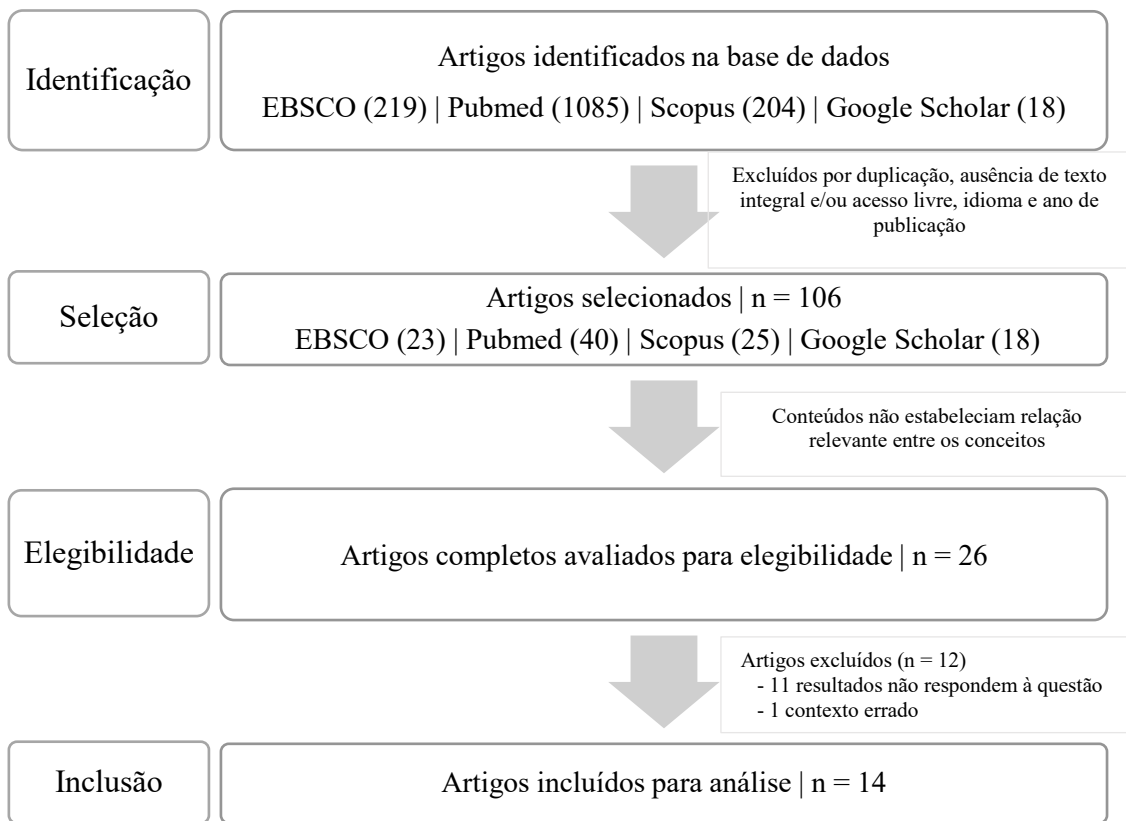 Identificação
Artigos identificados na base de dados
EBSCO (219) | Pubmed (1085) | Scopus (204) | Google Scholar (18)
Excluídos por duplicação, ausência de texto
integral e/ou acesso livre, idioma e ano de
publicação
Seleção
Artigos selecionados | n = 106
EBSCO (23) | Pubmed (40) | Scopus (25) | Google Scholar (18)
Conteúdos não estabeleciam relação
relevante entre os conceitos
Elegibilidade
Artigos completos avaliados para elegibilidade | n = 26
Artigos excluídos (n = 12)
- 11 resultados não respondem à questão
- 1 contexto errado
Inclusão
Artigos incluídos para análise | n = 14